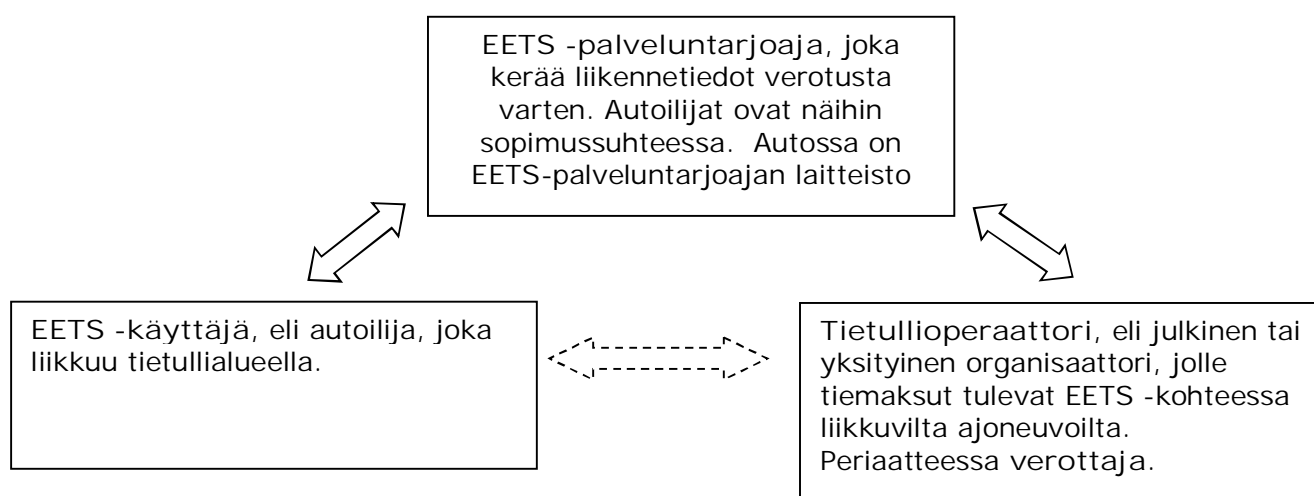 EETS -palveluntarjoaja, joka
kerää liikennetiedot verotusta
varten. Autoilijat ovat näihin
sopimussuhteessa. Autossa on
EETS-palveluntarjoajan laitteisto
EETS -käyttäjä, eli autoilija, joka
liikkuu tietullialueella.
Tietullioperaattori, eli julkinen tai
yksityinen organisaattori, jolle
tiemaksut tulevat EETS -kohteessa
liikkuvilta ajoneuvoilta.
Periaatteessa verottaja.